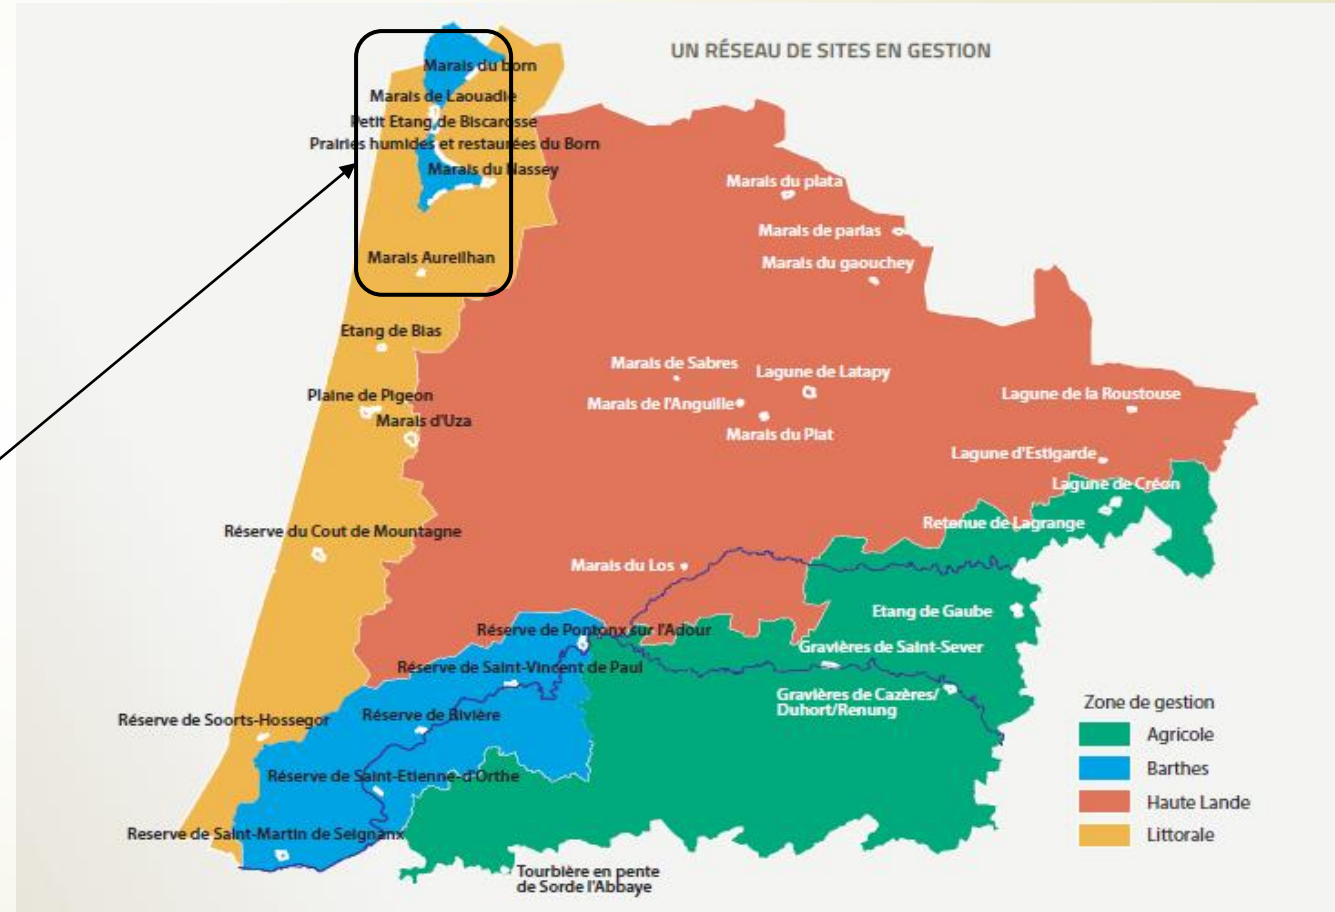 UN RÉSEAU DE SITES EN GESTION
Marais du born
Marais de Laouadie
Petit Etang de Biscarosse
Prairies humides et restaurées du Born
Marais du Nassey
Marais du plata
Marais de parlas
Marais du gaouchey
Marais Aureilhan
Etang de Bias
Marais de Sabres
Lagune de Latapy
Plaine de Pigeon
Marais de l'Anguille
Lagune de la Roustouse
Marais d'Uza
Marais du Plat
Lagune d'Estigarde
Lagune de Créon
Retenue de Lagrange
Réserve du Cout de Mountagne
Marais du Los
Etang de Gaube
Réserve de Pontonx sur l'Adour
Gravières de Saint-Sever
Réserve de Saint-Vincent de Paul
Gravières de Cazères/
Duhort/Renung
Réserve de Soorts-Hossegor
Réserve de Rivière
Réserve de Saint-Etienne-d'Orthe
Reserve de Saint-Martin de Seignanx
Tourbière en pente
de Sorde l'Abbaye
Zone de gestion
Agricole
Barthes
Haute Lande
Littorale